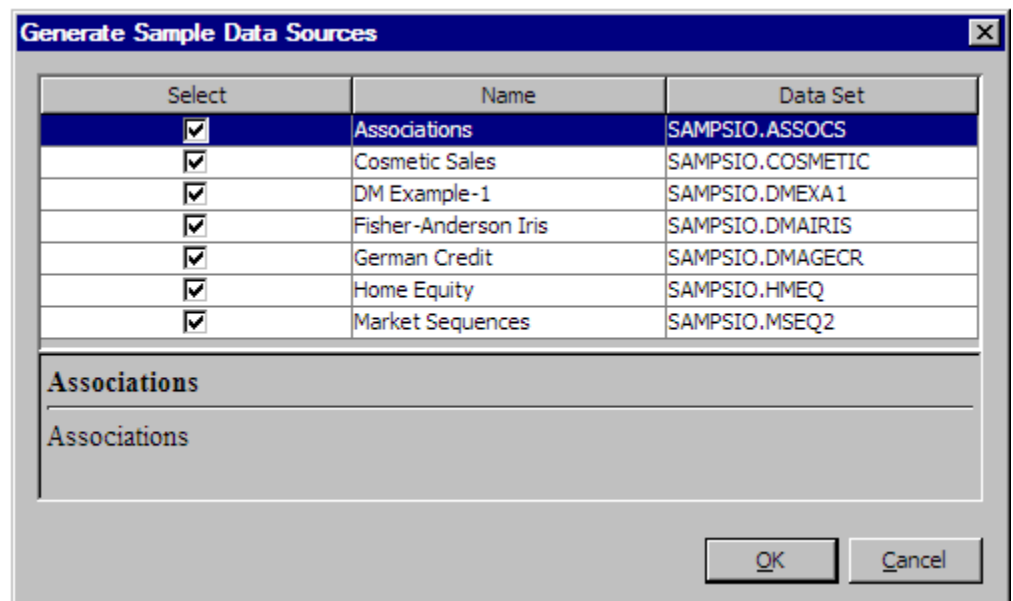 Generate Sample Data Sources
Select Name Data Set
Associations SAMPSIO.ASSOCS
Cosmetic Sales SAMPSIO.COSMETIC
DM Example-1 SAMPSIO.DMEXA1
Fisher-Anderson Iris SAMPSIO.DMAIRIS
German Credit SAMPSIO.DMAGECR
Home Equity SAMPSIO.HMEQ
Market Sequences SAMPSIO.MSEQ2
Associations
Associations
OK Cancel